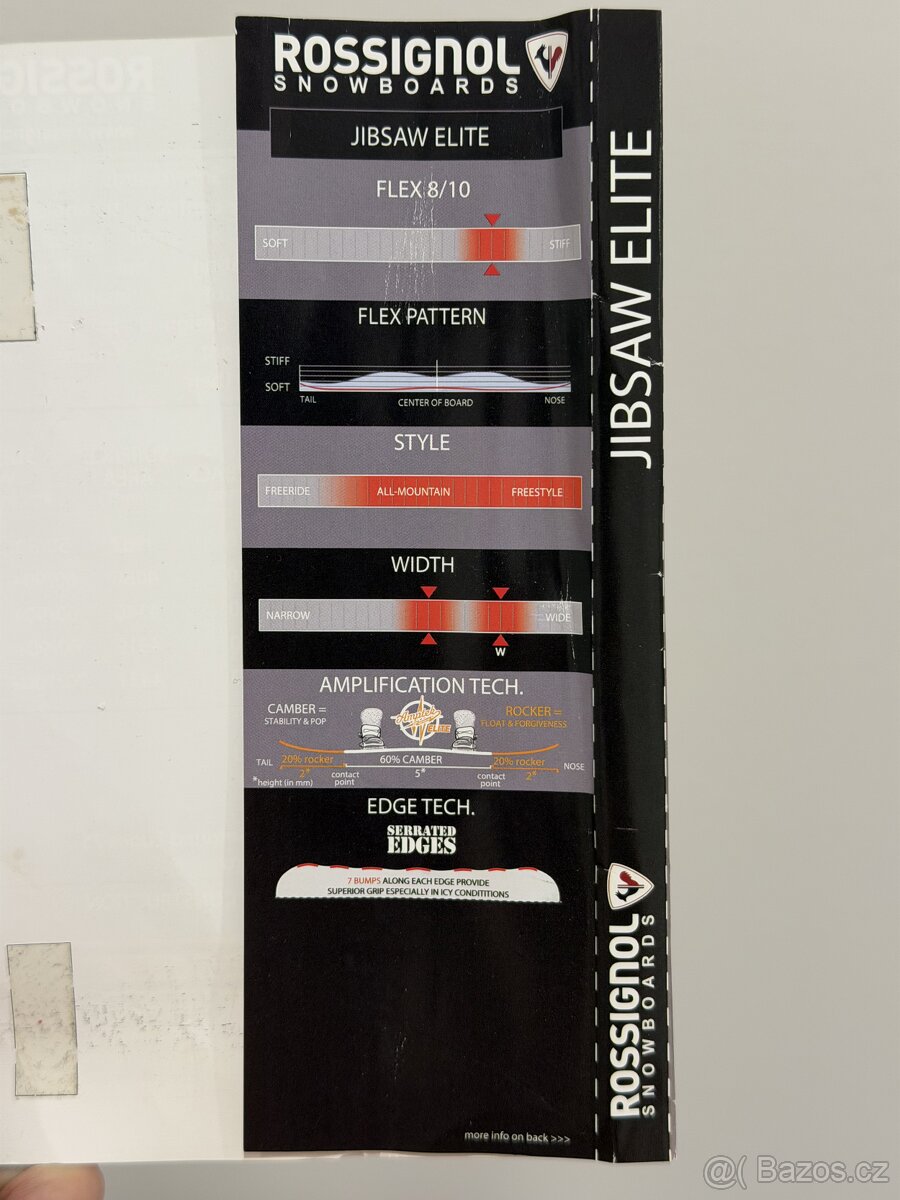 ROSSIGNOL
SNOWBOARDS
JIBSAW ELITE
FLEX 8/10
SOFT
STIFF
FLEX PATTERN
STIFF
SOFT
TAIL
CENTER OF BOARD
NOSE
STYLE
FREERIDE
ALL-MOUNTAIN
FREESTYLE
WIDTH
NARROW
WIDE
W
AMPLIFICATION TECH.
CAMBER =
STABILITY & POP
Amptek
ELITE
ROCKER =
FLOAT & FORGIVENESS
TAIL
20% rocker
60% CAMBER
20% rocker
NOSE
2*
5*
2*
*height (in mm)
contact
point
contact
point
EDGE TECH.
SERRATED
EDGES
7 BUMPS ALONG EACH EDGE PROVIDE
SUPERIOR GRIP ESPECIALLY IN ICY CONDITITIONS
more info on back >>>
JIBSAW ELITE
ROSSIGNOL
SNOWBOARDS
@( Bazos.cz